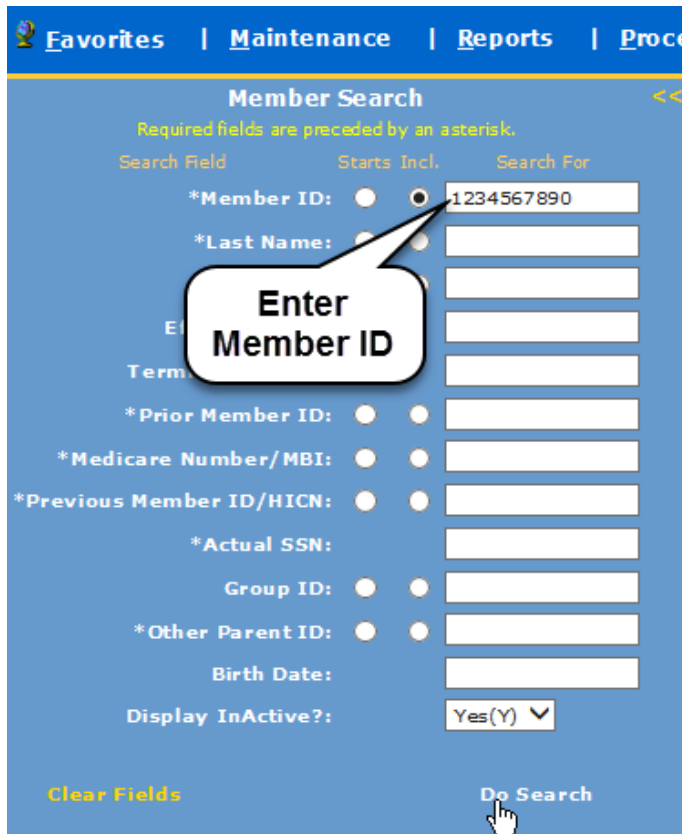 Favorites | Maintenance | Reports |
Member Search <<
Required fields are preceded by an asterisk.
Search Field Starts Incl. Search For
*Member ID: 1234567890
*Last Name:
Enter
Member ID
*Prior Member ID:
*Medicare Number/MBI:
*Previous Member ID/HICN:
*Actual SSN:
Group ID:
*Other Parent ID:
Birth Date:
Display InActive?: Yes(Y)
Clear Fields Do Search